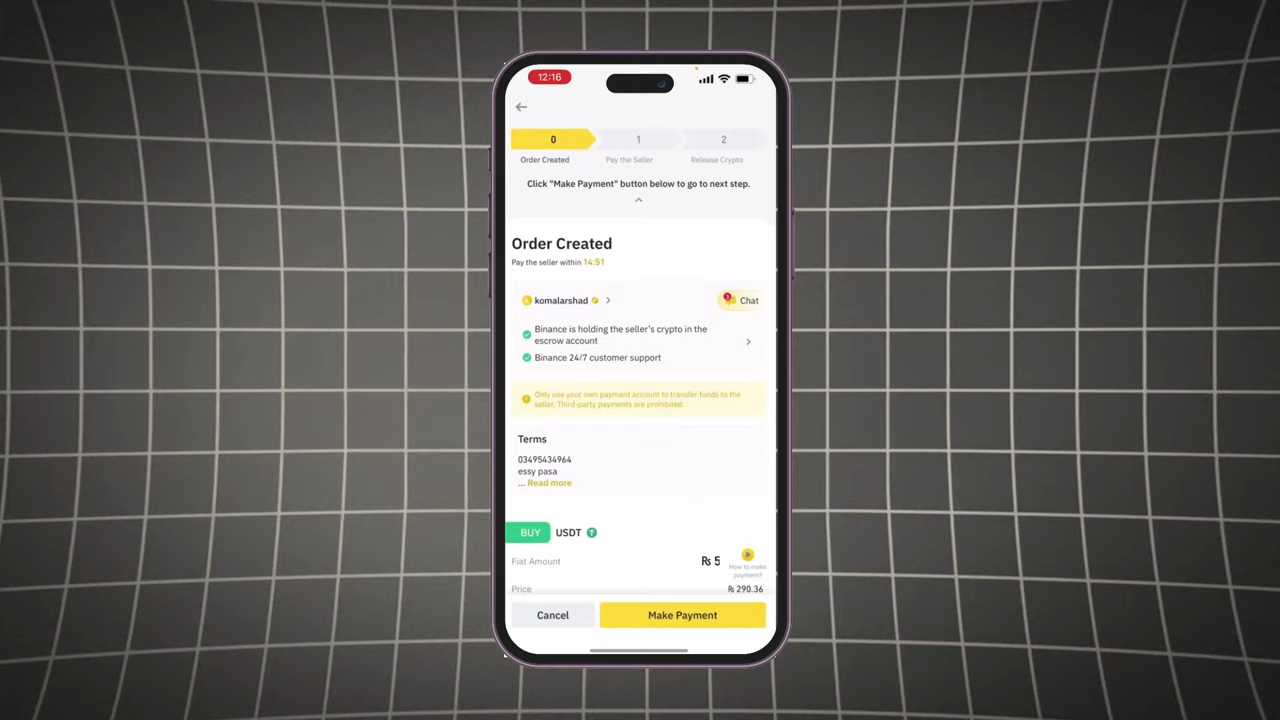 12:16
0
1
2
Order Created
Pay the Seller
Release Crypto
Click "Make Payment" button below to go to next step.
Order Created
Pay the seller within 14:51
komalarshad
Chat
Binance is holding the seller's crypto in the
escrow account
Binance 24/7 customer support
Only use your own payment account to transfer funds to the
seller. Third-party payments are prohibited.
Terms
03495434964
essy pasa
... Read more
BUY USDT
Fiat Amount
₨ 5
How to make
payment?
Price
₨ 290.36
Cancel
Make Payment